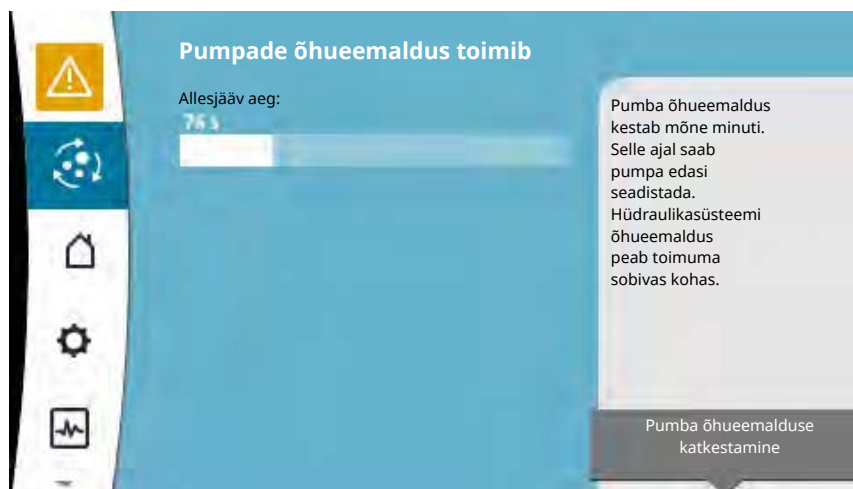 Pumpade õhueemaldus toimib
Allesjääv aeg:
76 s
Pumba õhueemaldus
kestab mõne minuti.
Selle ajal saab
pumpa edasi
seadistada.
Hüdraulikasüsteemi
õhueemaldus
peab toimuma
sobivas kohas.
Pumba õhueemalduse
katkestamine